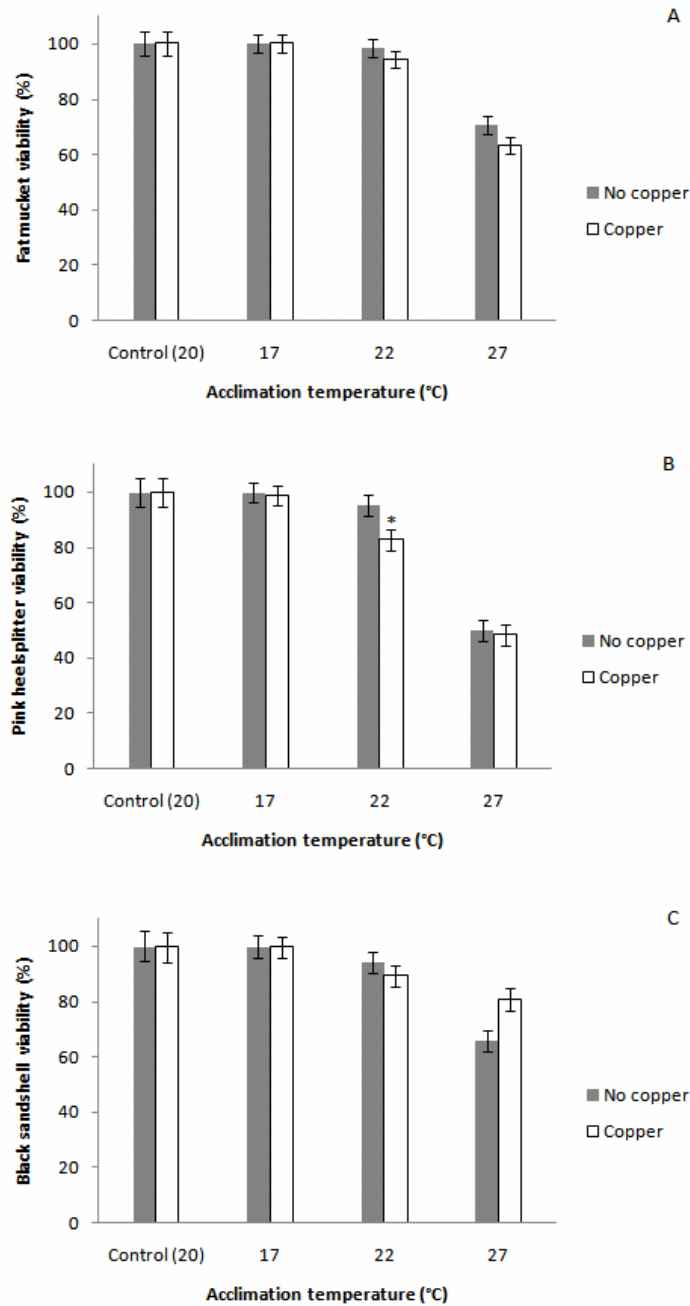 A
100
80
60
40
20
0
Fatmucket viability (%)
No copper
Copper
Control (20) 17 22 27
Acclimation temperature (°C)
B
100
80
60
40
20
0
Pink heelsplitter viability (%)
*
No copper
Copper
Control (20) 17 22 27
Acclimation temperature (°C)
C
100
80
60
40
20
0
Black sandshell viability (%)
No copper
Copper
Control (20) 17 22 27
Acclimation temperature (°C)